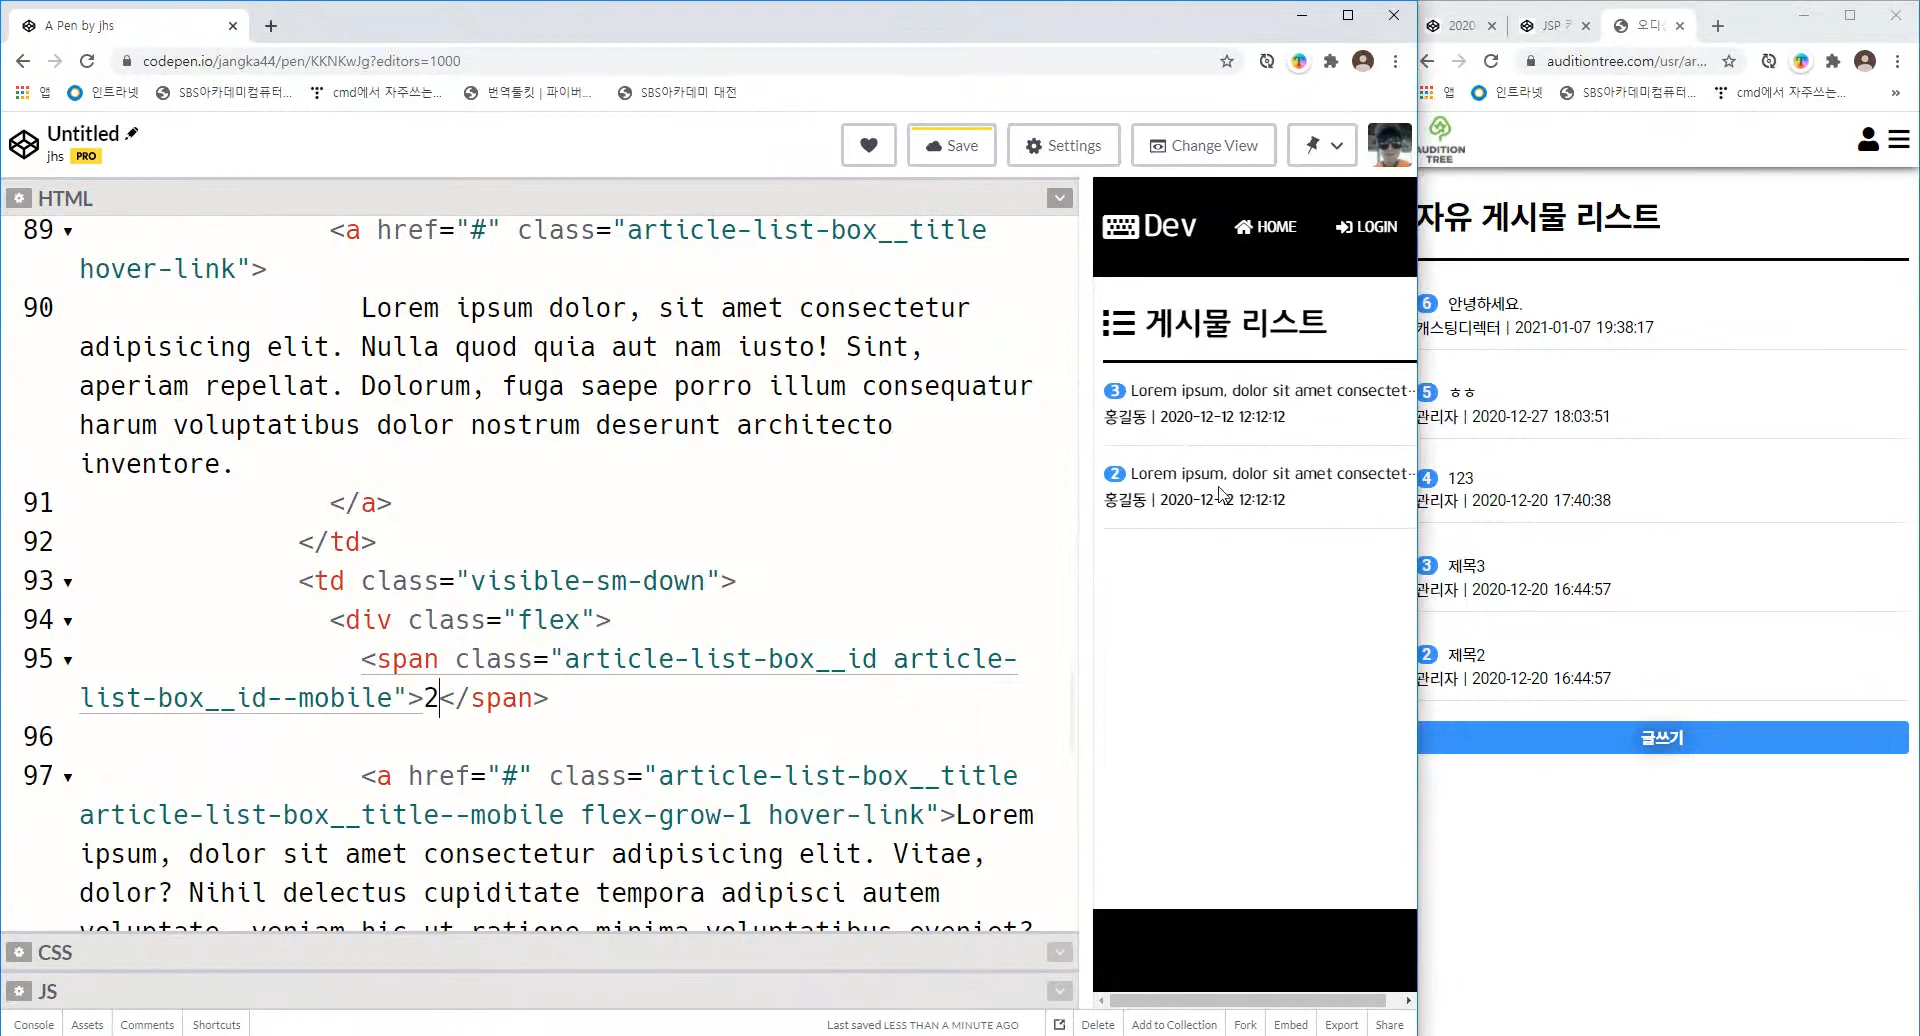 A Pen by jhs
codepen.io/jangka44/pen/KKNKwJg?editors=1000
앱
인트라넷
SBS아카데미컴퓨터...
cmd에서 자주쓰는...
번역툴킷 | 파이버...
SBS아카데미 대전
Untitled
jhs PRO
Save
Settings
Change View
HTML
89 <a href="#" class="article-list-box__title
hover-link">
90 Lorem ipsum dolor, sit amet consectetur
adipisicing elit. Nulla quod quia aut nam iusto! Sint,
aperiam repellat. Dolorum, fuga saepe porro illum consequatur
harum voluptatibus dolor nostrum deserunt architecto
inventore.
91 </a>
92 </td>
93 <td class="visible-sm-down">
94 <div class="flex">
95 <span class="article-list-box__id article-
list-box__id--mobile">2</span>
96
97 <a href="#" class="article-list-box__title
article-list-box__title--mobile flex-grow-1 hover-link">Lorem
ipsum, dolor sit amet consectetur adipisicing elit. Vitae,
dolor? Nihil delectus cupiditate tempora adipisci autem
voluptate, veniam hic ut ratione minima voluptatibus eveniet?
CSS
JS
Console
Assets
Comments
Shortcuts
Last saved LESS THAN A MINUTE AGO
Delete
Add to Collection
Fork
Embed
Export
Share
Dev
HOME
LOGIN
게시물 리스트
3 Lorem ipsum, dolor sit amet consectet...
홍길동 | 2020-12-12 12:12:12
2 Lorem ipsum, dolor sit amet consectet...
홍길동 | 2020-12-12 12:12:12
2020
JSP
오디
auditiontree.com/usr/ar...
앱
인트라넷
SBS아카데미컴퓨터...
cmd에서 자주쓰는...
»
AUDITION
TREE
자유 게시물 리스트
6 안녕하세요.
캐스팅디렉터 | 2021-01-07 19:38:17
5 ㅎㅎ
관리자 | 2020-12-27 18:03:51
4 123
관리자 | 2020-12-20 17:40:38
3 제목3
관리자 | 2020-12-20 16:44:57
2 제목2
관리자 | 2020-12-20 16:44:57
글쓰기